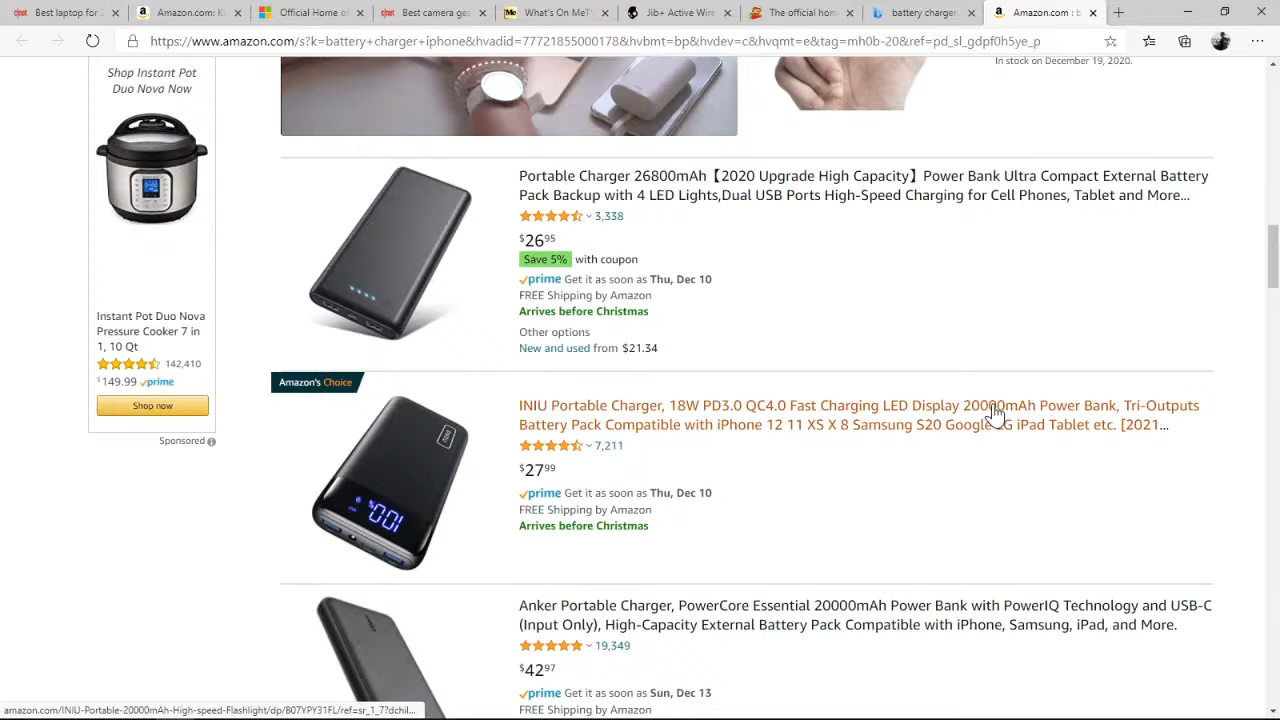 Best laptop for s
Amazon.com: Ki
Official Home o
Best camera ge
What's On MeT
Jib+ Active Wire
The official hom
battery charger
Amazon.com : b
https://www.amazon.com/s?k=battery+charger+iphone&hvadid=77721855000178&hvbmt=bp&hvdev=c&hvqmt=e&tag=mh0b-20&ref=pd_sl_gdpf0h5ye_p
Shop Instant Pot
Duo Nova Now
Instant Pot Duo Nova
Pressure Cooker 7 in
1, 10 Qt
142,410
$149.99 prime
Shop now
Sponsored
In stock on December 19, 2020.
Portable Charger 26800mAh【2020 Upgrade High Capacity】Power Bank Ultra Compact External Battery
Pack Backup with 4 LED Lights,Dual USB Ports High-Speed Charging for Cell Phones, Tablet and More...
3,338
$26 95
Save 5% with coupon
prime Get it as soon as Thu, Dec 10
FREE Shipping by Amazon
Arrives before Christmas
Other options
New and used from $21.34
Amazon's Choice
INIU Portable Charger, 18W PD3.0 QC4.0 Fast Charging LED Display 20000mAh Power Bank, Tri-Outputs
Battery Pack Compatible with iPhone 12 11 XS X 8 Samsung S20 Google iPad Tablet etc. [2021...
7,211
$27 99
prime Get it as soon as Thu, Dec 10
FREE Shipping by Amazon
Arrives before Christmas
INIU
100%
Anker Portable Charger, PowerCore Essential 20000mAh Power Bank with PowerIQ Technology and USB-C
(Input Only), High-Capacity External Battery Pack Compatible with iPhone, Samsung, iPad, and More.
19,349
$42 97
prime Get it as soon as Sun, Dec 13
FREE Shipping by Amazon
amazon.com/INIU-Portable-20000mAh-High-speed-Flashlight/dp/B07YPY31FL/ref=sr_1_7?dchil...